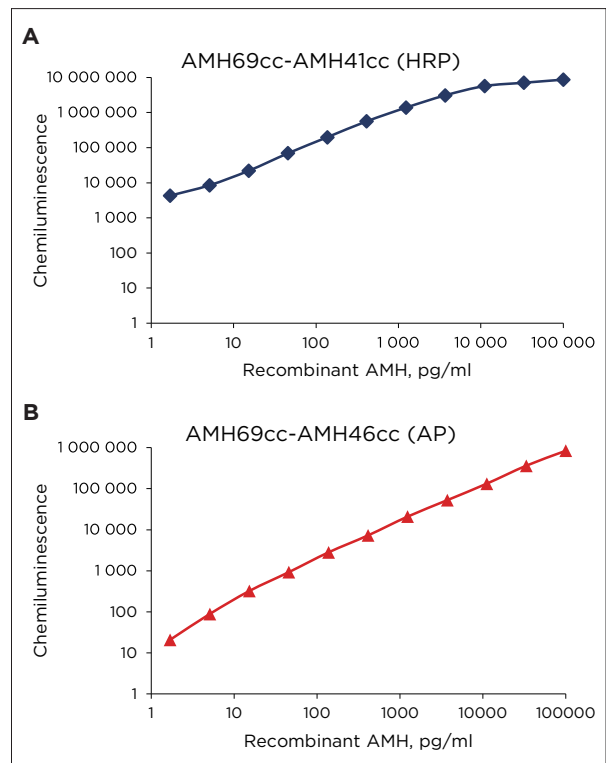 A
AMH69cc-AMH41cc (HRP)
Chemiluminescence
10 000 000
1 000 000
100 000
10 000
1 000
100
10
1
1 10 100 1 000 10 000 100 000
Recombinant AMH, pg/ml
B
AMH69cc-AMH46cc (AP)
Chemiluminescence
1 000 000
100 000
10 000
1 000
100
10
1
1 10 100 1000 10000 100000
Recombinant AMH, pg/ml